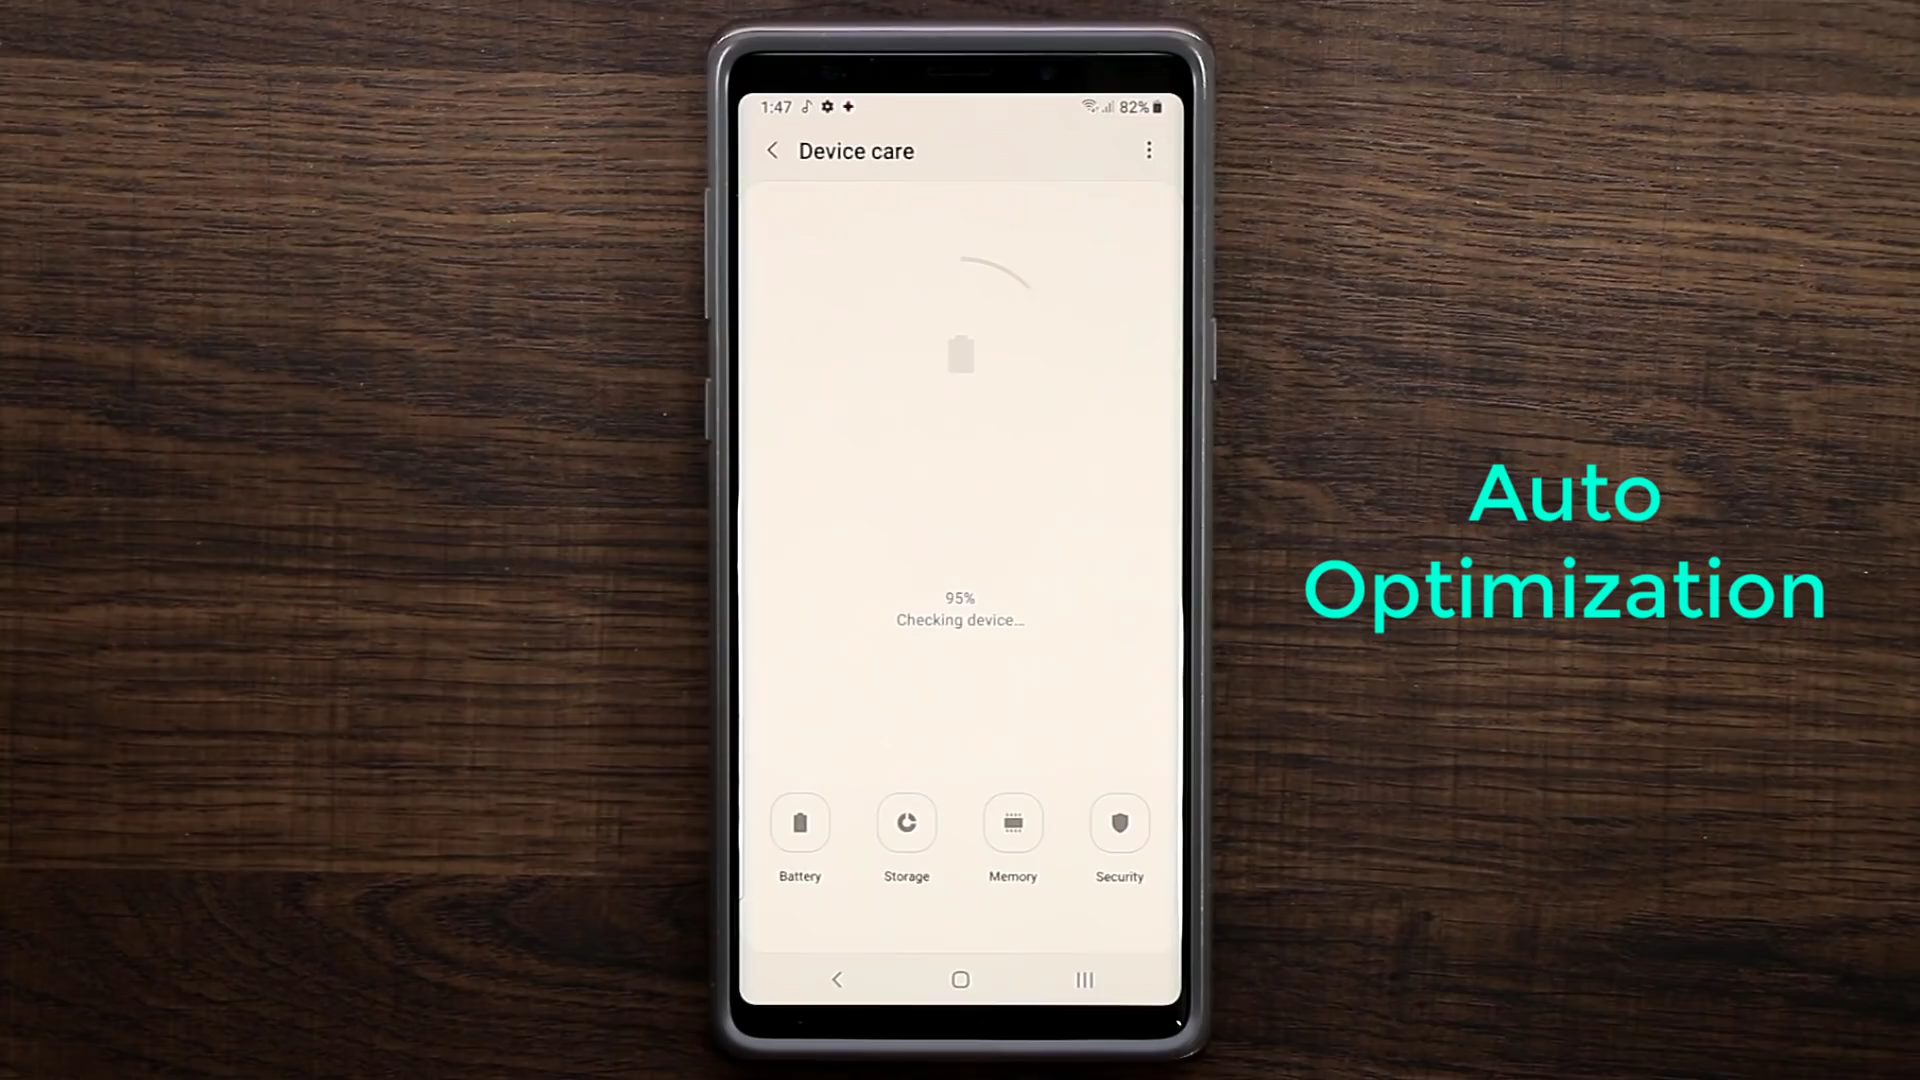 1:47
82%
Device care
95%
Checking device...
Battery
Storage
Memory
Security
Auto
Optimization